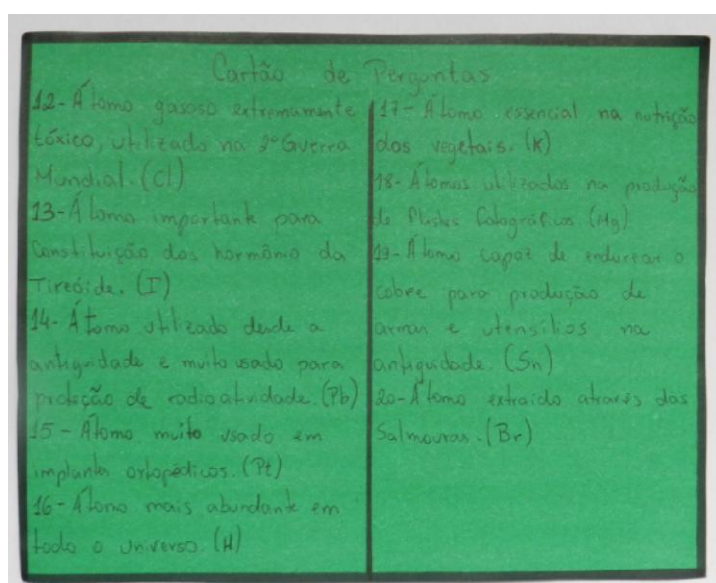 Cartão de Perguntas
12- Átomo gasoso extremamente
tóxico, utilizado na 2ª Guerra
Mundial. (Cl)
13- Átomo importante para
Constituição dos hormônio da
Tireóide. (I)
14- Átomo utilizado desde a
antiguidade e muito usado para
proteção de radioatividade. (Pb)
15- Átomo muito usado em
implantes ortopédicos. (Pt)
16- Átomo mais abundante em
todo o universo. (H)
17- Átomo essencial na nutrição
dos vegetais. (K)
18- Átomos utilizados na produção
de Flashs fotográficos. (Mg)
19- Átomo capaz de endurecer o
cobre para produção de
armas e utensílios na
antiguidade. (Sn)
20- Átomo extraído através das
Salmouras. (Br)